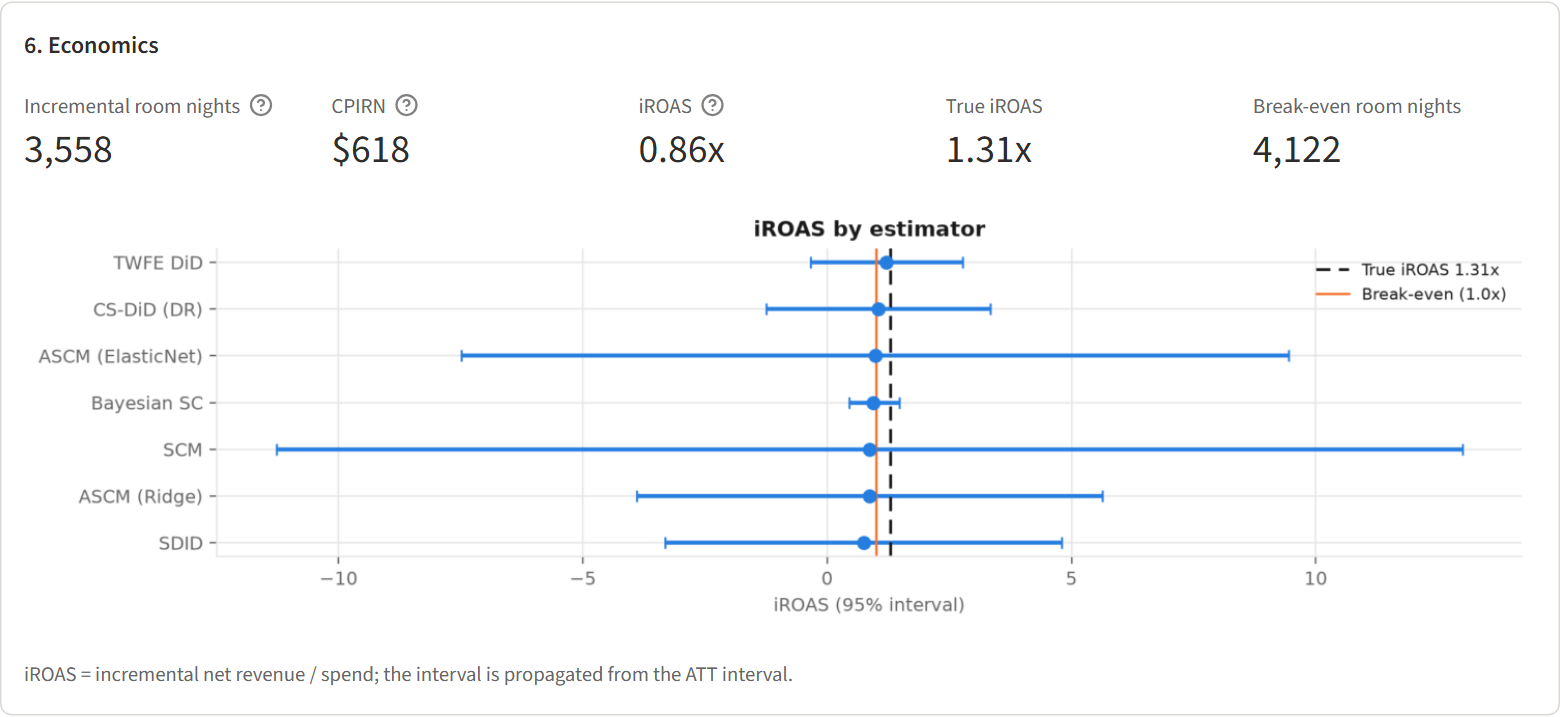 6. Economics
Incremental room nights ? CPIRN ? iROAS ? True iROAS Break-even room nights
3,558 $618 0.86x 1.31x 4,122
iROAS by estimator
TWFE DiD
CS-DiD (DR)
ASCM (ElasticNet)
Bayesian SC
SCM
ASCM (Ridge)
SDID
True iROAS 1.31x
Break-even (1.0x)
−10 −5 0 5 10
iROAS (95% interval)
iROAS = incremental net revenue / spend; the interval is propagated from the ATT interval.